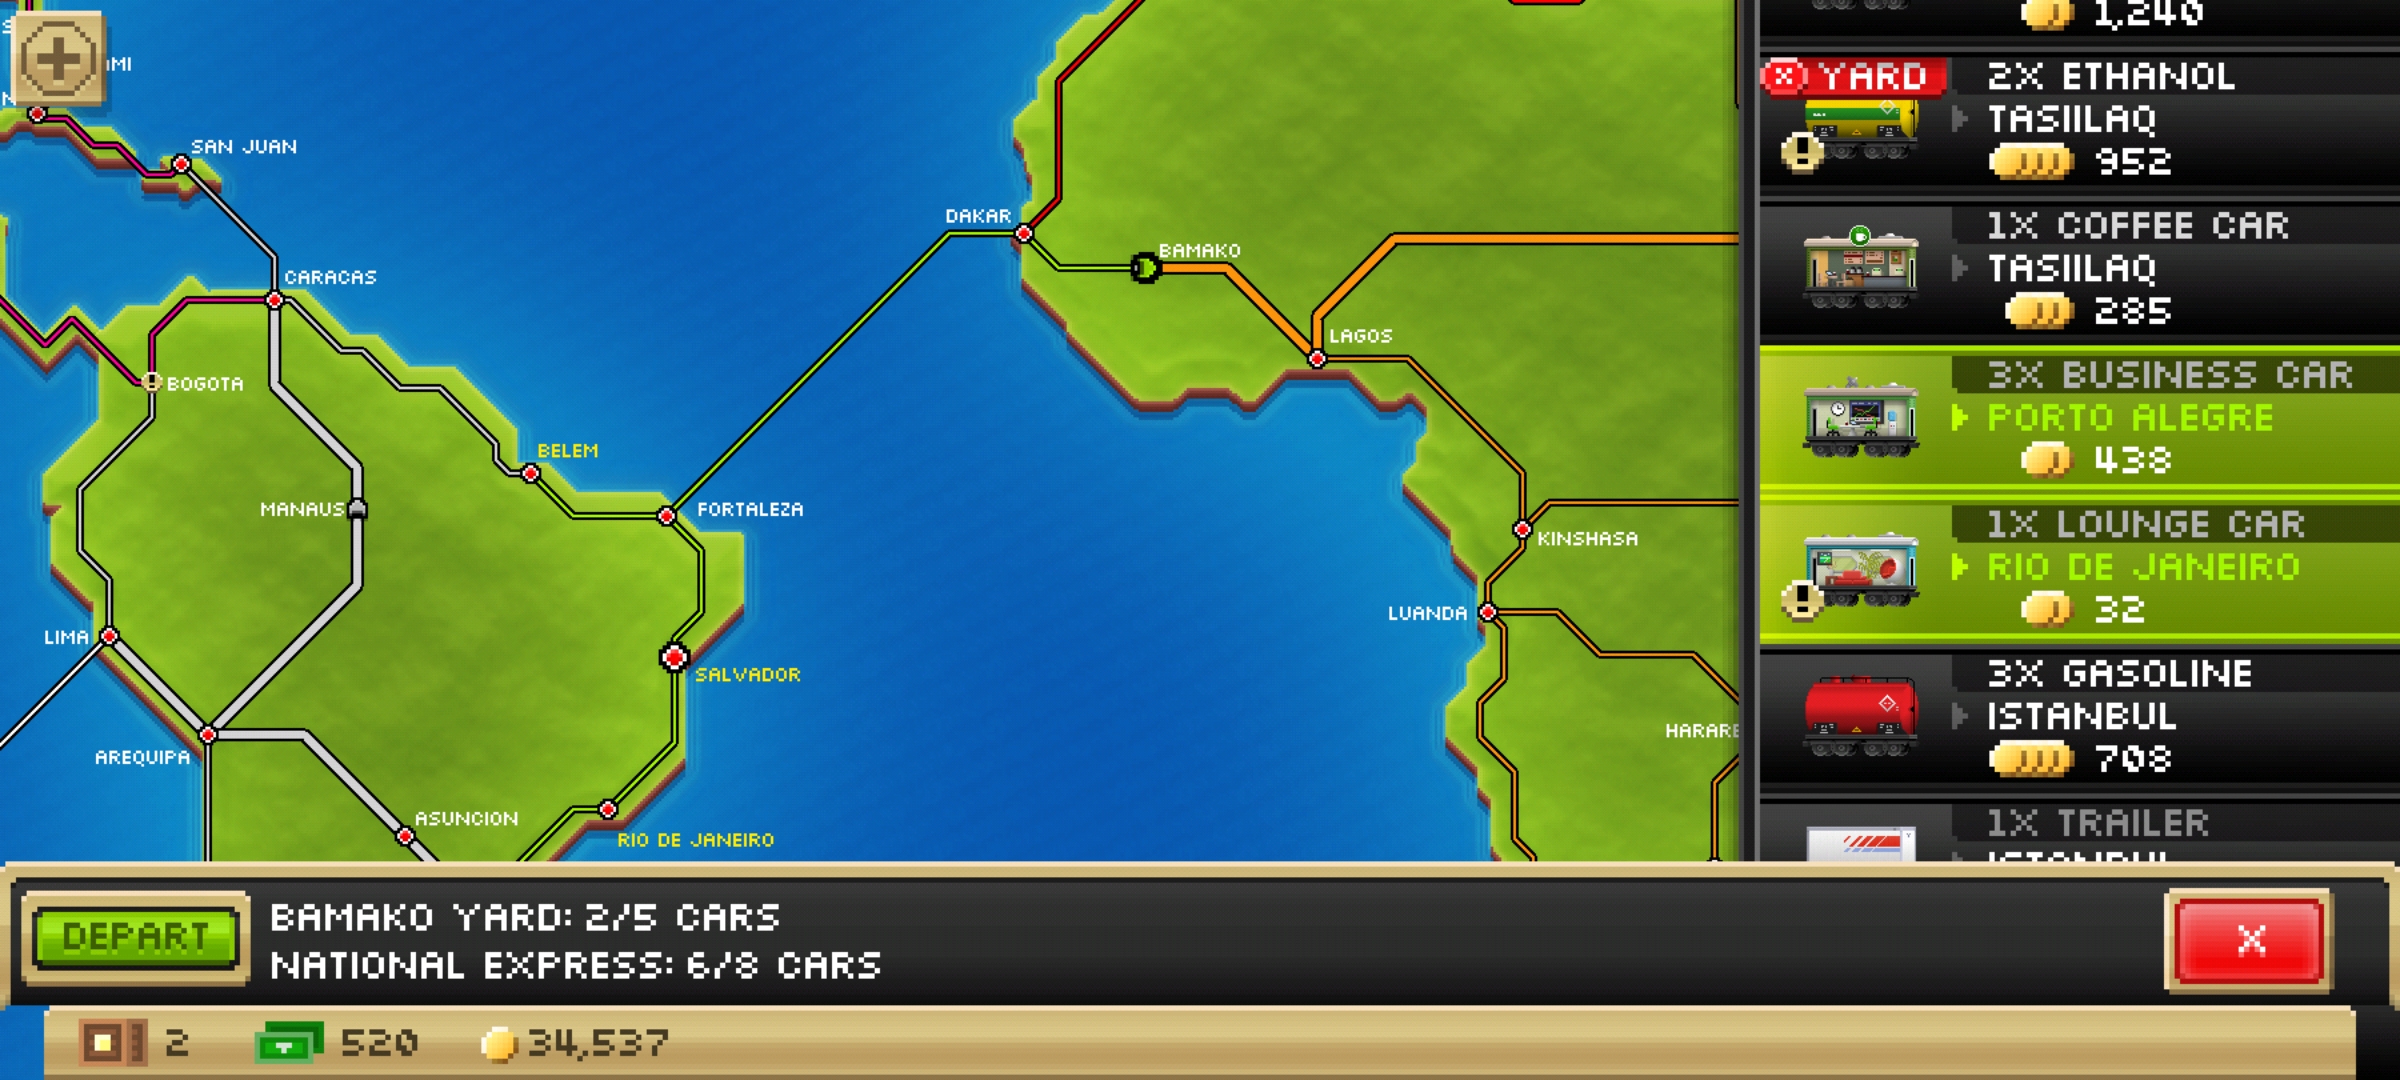 MI
SAN JUAN
CARACAS
BOGOTA
BELEM
MANAUS
FORTALEZA
LIMA
SALVADOR
AREQUIPA
ASUNCION
RIO DE JANEIRO
DAKAR
BAMAKO
LAGOS
KINSHASA
LUANDA
HARARE
1,240
YARD
2X ETHANOL
TASIILAQ
952
1X COFFEE CAR
TASIILAQ
285
3X BUSINESS CAR
PORTO ALEGRE
438
1X LOUNGE CAR
RIO DE JANEIRO
32
3X GASOLINE
ISTANBUL
708
1X TRAILER
ISTANBUL
DEPART
BAMAKO YARD: 2/5 CARS
NATIONAL EXPRESS: 6/8 CARS
X
2
520
34,537